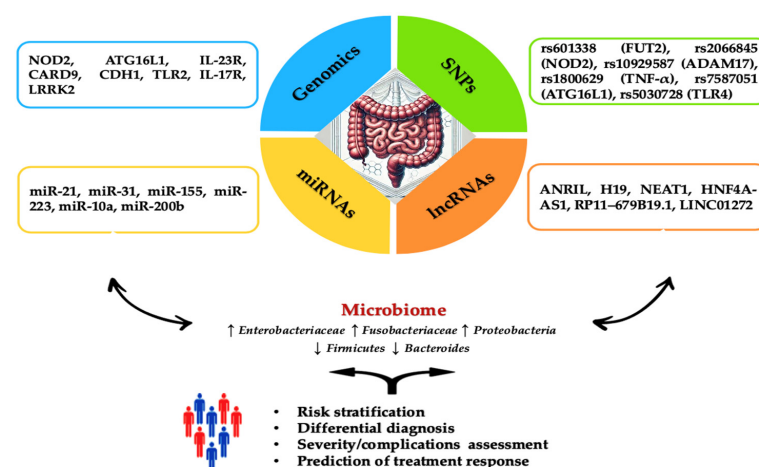 NOD2, ATG16L1, IL-23R,
CARD9, CDH1, TLR2, IL-17R,
LRRK2
Genomics
SNPs
rs601338 (FUT2), rs2066845
(NOD2), rs10929587 (ADAM17),
rs1800629 (TNF-α), rs7587051
(ATG16L1), rs5030728 (TLR4)
miR-21, miR-31, miR-155, miR-
223, miR-10a, miR-200b
miRNAs
lncRNAs
ANRIL, H19, NEAT1, HNF4A-
AS1, RP11–679B19.1, LINC01272
Microbiome
↑ Enterobacteriaceae ↑ Fusobacteriaceae ↑ Proteobacteria
↓ Firmicutes ↓ Bacteroides
• Risk stratification
• Differential diagnosis
• Severity/complications assessment
• Prediction of treatment response